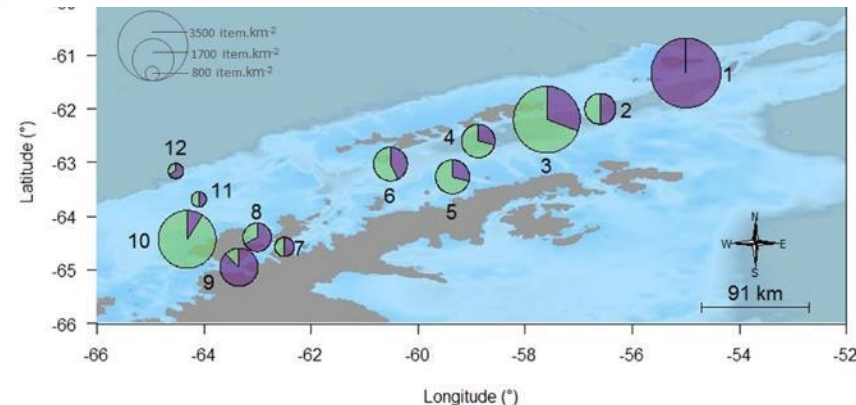 -60
3500 item.km-2
1700 item.km-2
800 item.km-2
-61
-62
-63
-64
-65
-66
Latitude (°)
1
2
3
4
5
6
7
8
9
10
11
12
N
W E
S
91 km
-66 -64 -62 -60 -58 -56 -54 -52
Longitude (°)